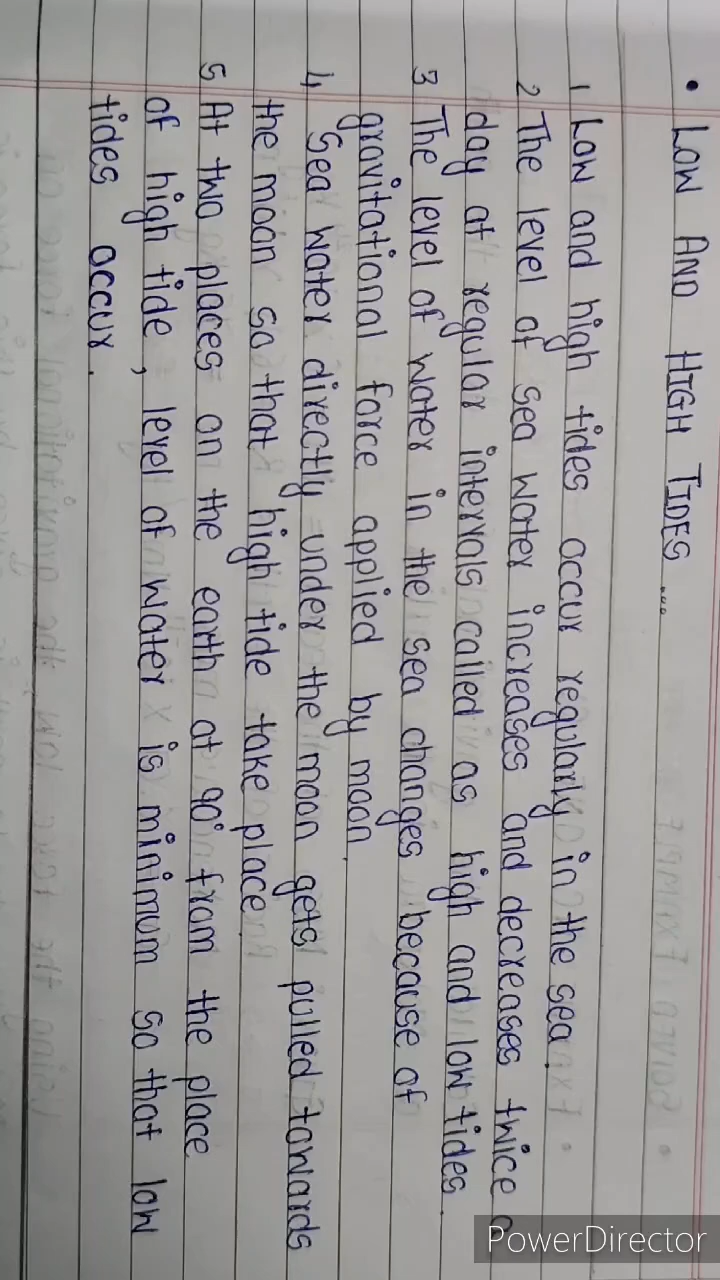 • LOW AND HIGH TIDES ...
1 Low and high tides occur regularly in the sea.
2 The level of sea water increases and decreases twice a
day at regular intervals called as high and low tides.
3 The level of water in the sea changes because of
gravitational force applied by moon.
4 Sea water directly under the moon gets pulled towards
the moon so that high tide take place.
5 At two places on the earth at 90° from the place
of high tide, level of water is minimum so that low
tides occur.
PowerDirector